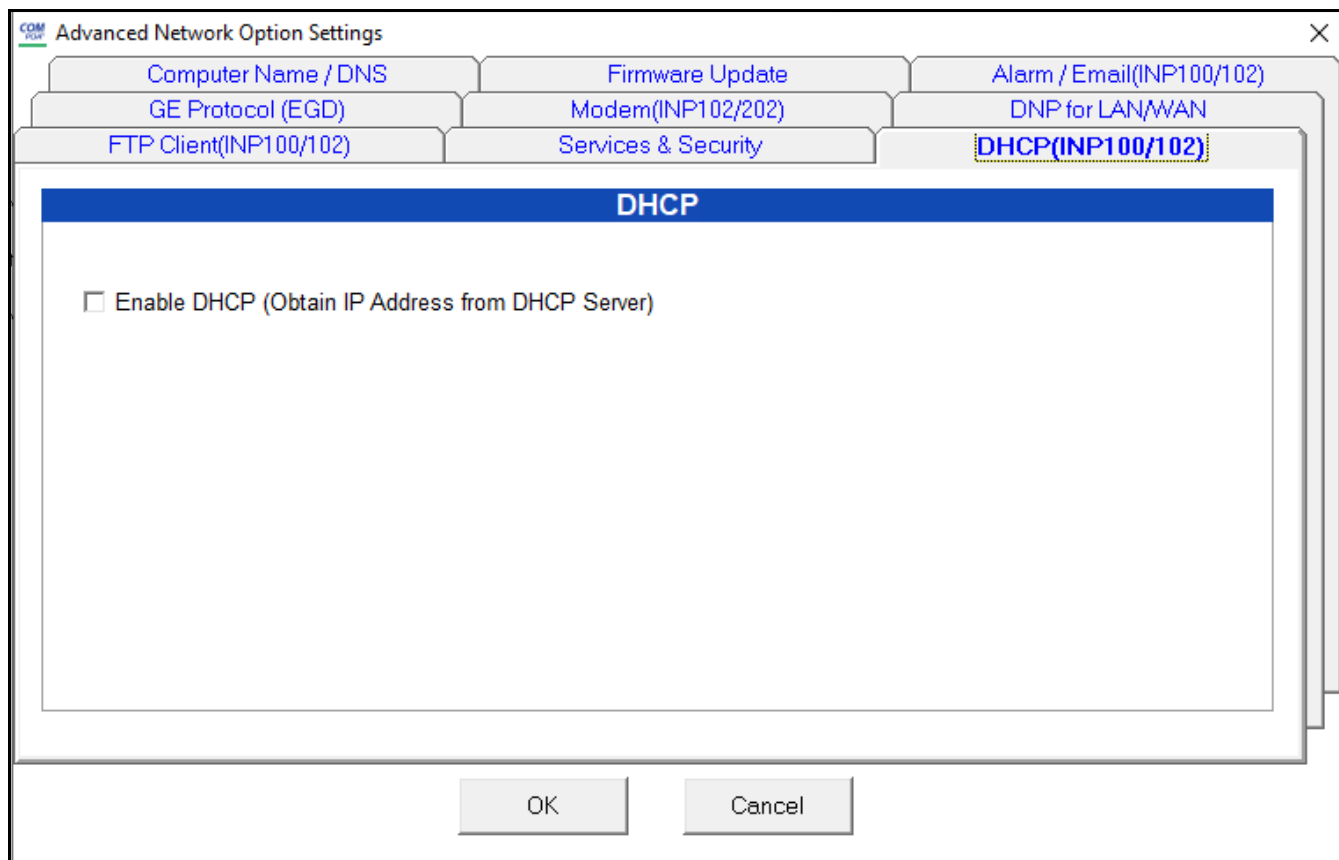 COM
Advanced Network Option Settings
Computer Name / DNS
Firmware Update
Alarm / Email(INP100/102)
GE Protocol (EGD)
Modem(INP102/202)
DNP for LAN/WAN
FTP Client(INP100/102)
Services & Security
DHCP(INP100/102)
DHCP
Enable DHCP (Obtain IP Address from DHCP Server)
OK
Cancel